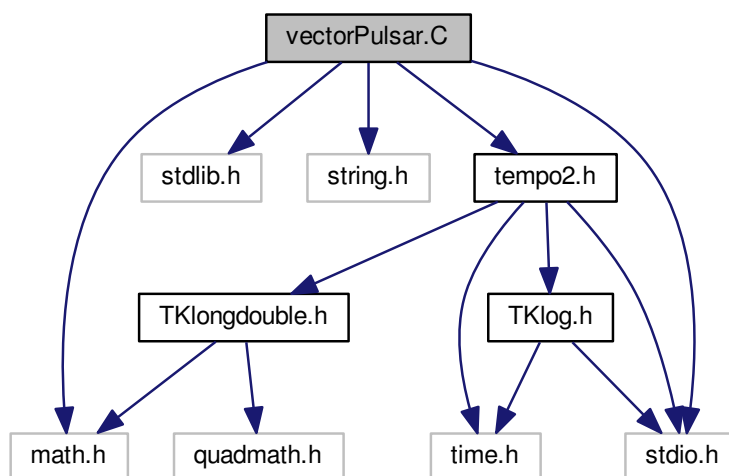 vectorPulsar.C
stdlib.h
string.h
tempo2.h
TKlongdouble.h
TKlog.h
math.h
quadmath.h
time.h
stdio.h